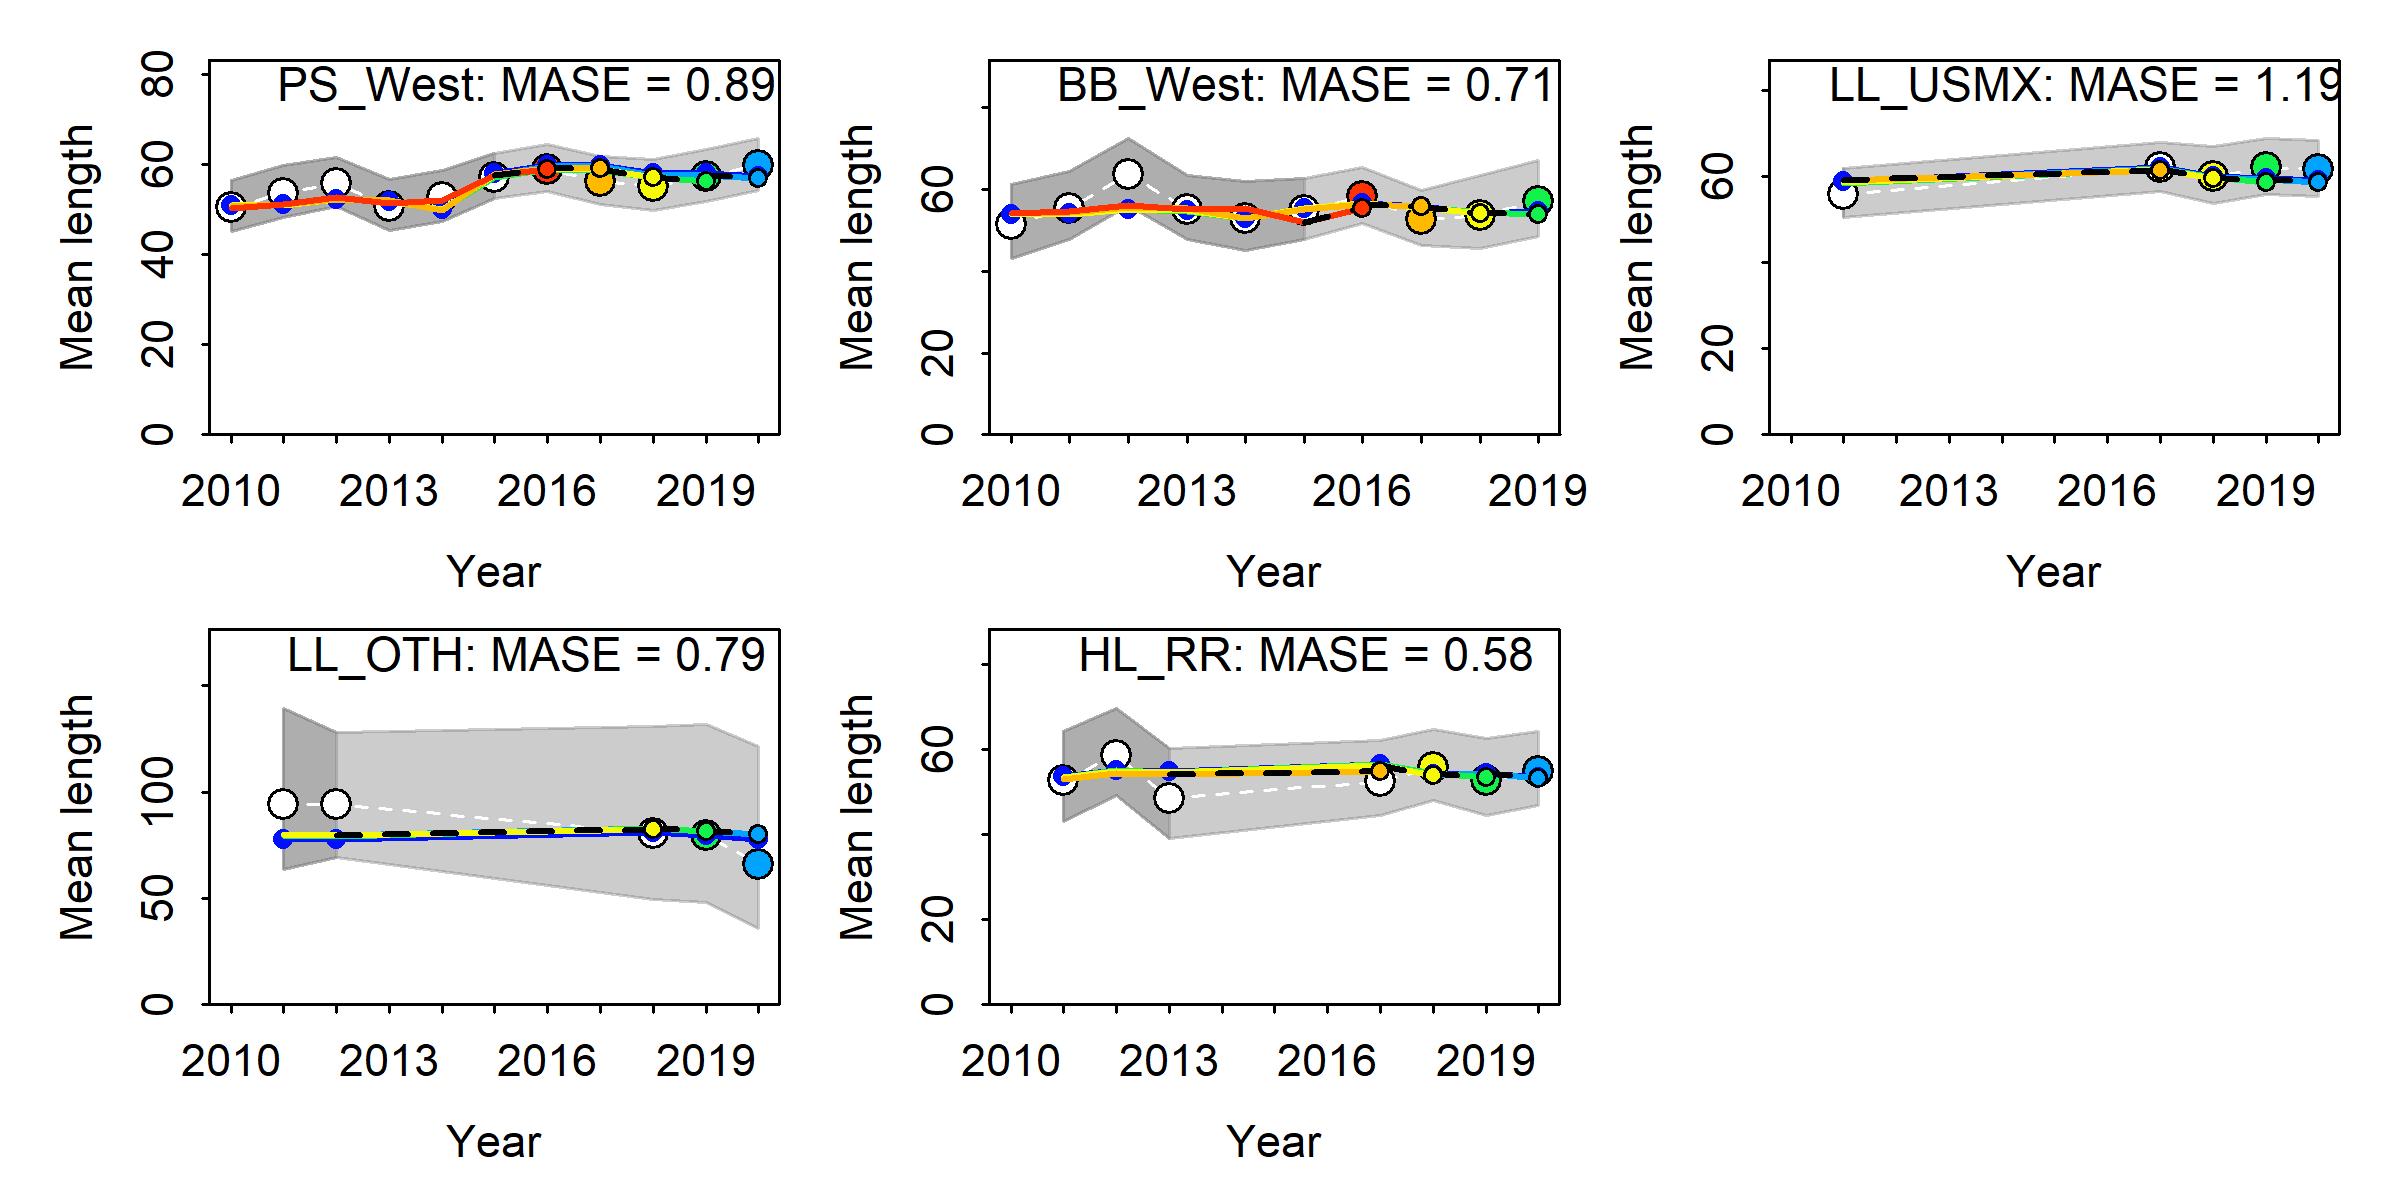 PS_West: MASE = 0.89
Mean length
80
60
40
20
0
2010 2013 2016 2019
Year
BB_West: MASE = 0.71
Mean length
60
20
0
2010 2013 2016 2019
Year
LL_USMX: MASE = 1.19
Mean length
60
20
0
2010 2013 2016 2019
Year
LL_OTH: MASE = 0.79
Mean length
100
50
0
2010 2013 2016 2019
Year
HL_RR: MASE = 0.58
Mean length
60
20
0
2010 2013 2016 2019
Year